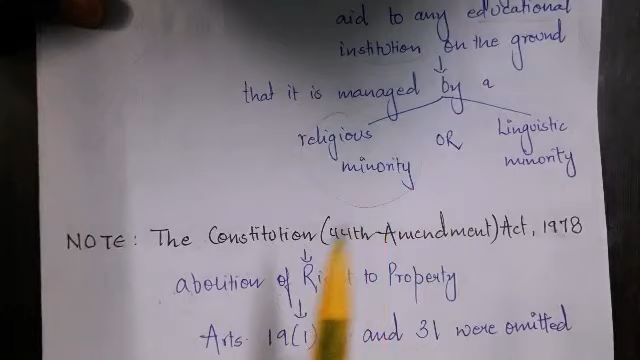 aid to any educational
institution on the ground
that it is managed by a
religious minority OR Linguistic minority
NOTE: The Constitution (44th Amendment) Act, 1978
abolition of to Property
Arts. 19(1) and 31 were omitted